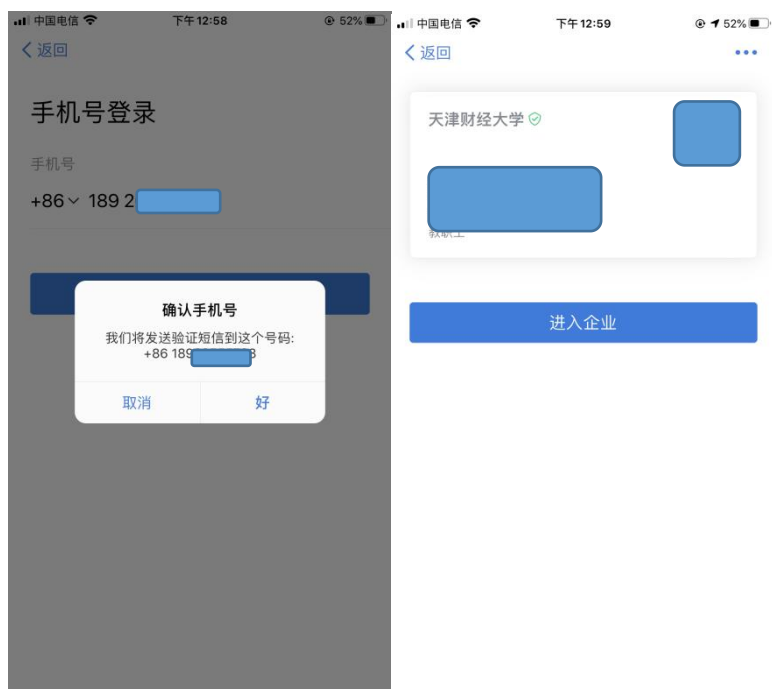 中国电信
下午12:58
52%
返回
手机号登录
手机号
+86
189 2
确认手机号
我们将发送验证短信到这个号码:
+86 189
取消
好
中国电信
下午12:59
52%
返回
天津财经大学
教职工
进入企业